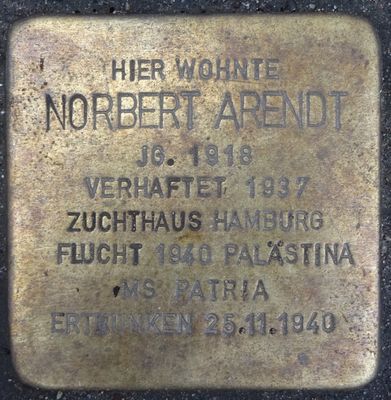 HIER WOHNTE
NORBERT ARENDT
JG. 1918
VERHAFTET 1937
ZUCHTHAUS HAMBURG
FLUCHT 1940 PALÄSTINA
MS PATRIA
ERTRUNKEN 25.11.1940